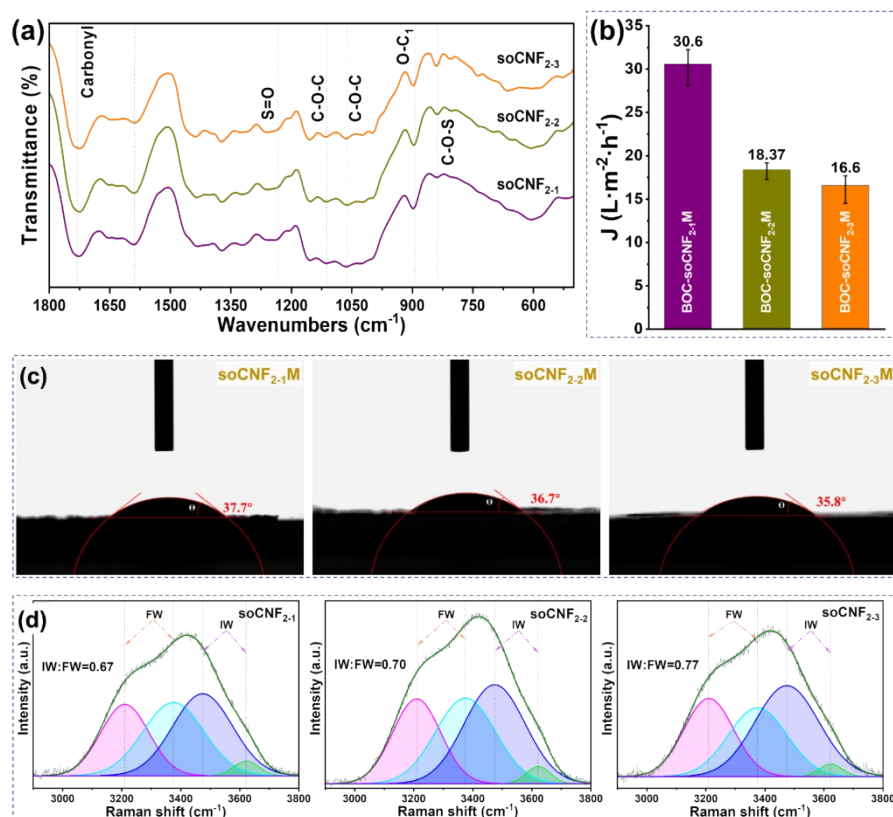 (a)
Transmittance (%)
Carbonyl
S=O
C-O-C
C-O-C
O-C₁
C-O-S
soCNF₂₋₃
soCNF₂₋₂
soCNF₂₋₁
1800 1650 1500 1350 1200 1050 900 750 600
Wavenumbers (cm⁻¹)
(b)
J (L·m⁻²·h⁻¹)
35
30
25
20
15
10
5
0
30.6
18.37
16.6
BOC-soCNF₂₋₁M
BOC-soCNF₂₋₂M
BOC-soCNF₂₋₃M
(c)
soCNF₂₋₁M
θ
37.7°
soCNF₂₋₂M
θ
36.7°
soCNF₂₋₃M
θ
35.8°
(d)
soCNF₂₋₁
FW
IW
IW:FW=0.67
Intensity (a.u.)
3000 3200 3400 3600 3800
Raman shift (cm⁻¹)
soCNF₂₋₂
FW
IW
IW:FW=0.70
Intensity (a.u.)
3000 3200 3400 3600 3800
Raman shift (cm⁻¹)
soCNF₂₋₃
FW
IW
IW:FW=0.77
Intensity (a.u.)
3000 3200 3400 3600 3800
Raman shift (cm⁻¹)